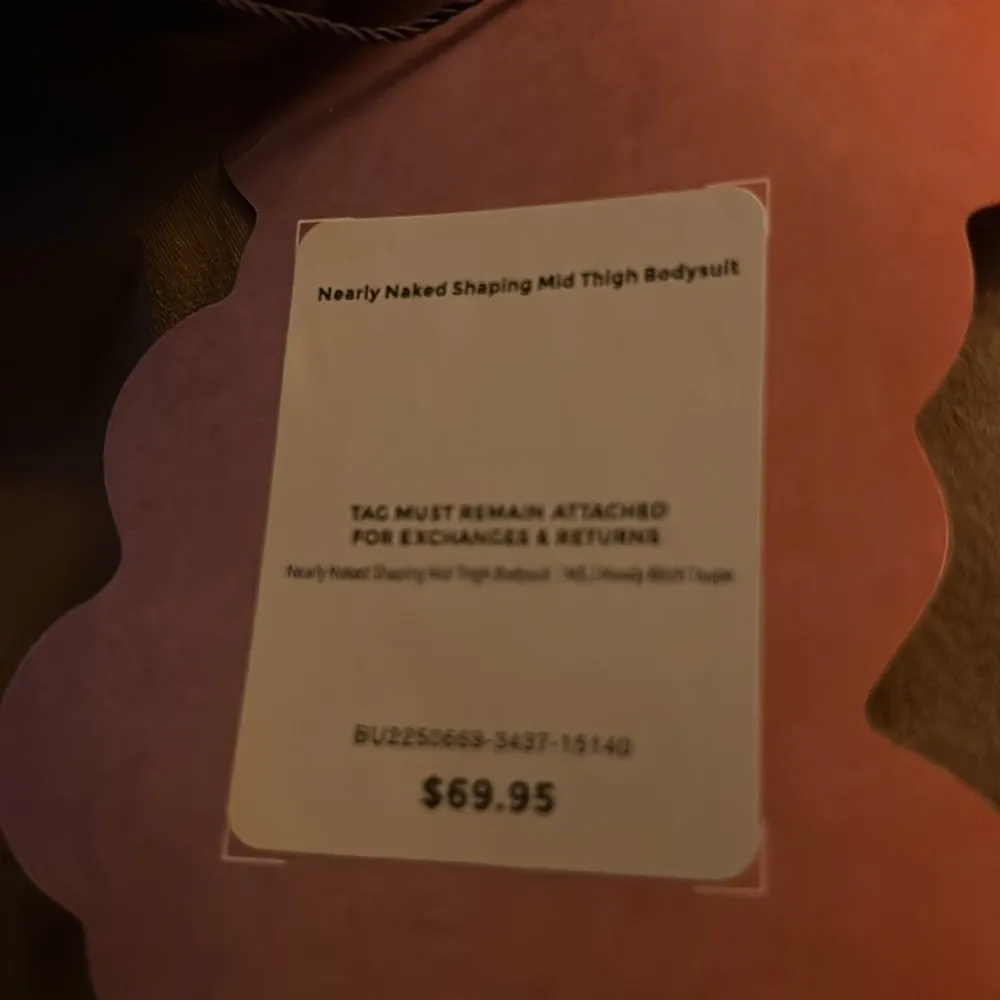 Nearly Naked Shaping Mid Thigh Bodysuit
TAG MUST REMAIN ATTACHED
FOR EXCHANGES & RETURNS
Nearly Naked Shaping Mid Thigh Bodysuit
BU2250663-3437-15140
$69.95